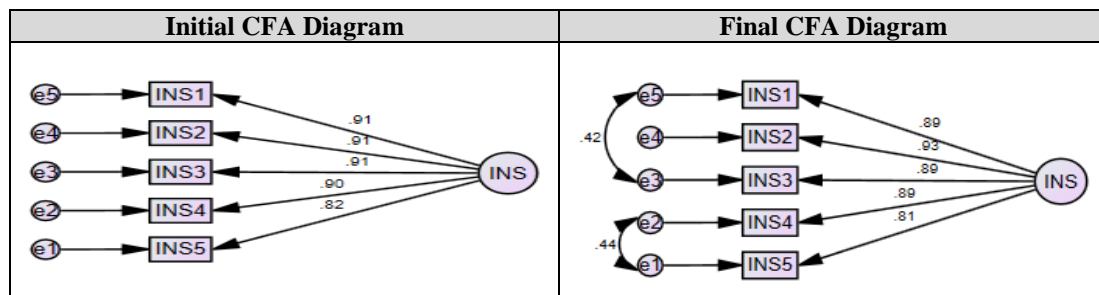 Initial CFA Diagram
Final CFA Diagram
e5 INS1
.91
e4 INS2
.91
e3 INS3
.91
INS
e2 INS4
.90
.82
e1 INS5
e5 INS1
.89
.42
e4 INS2
.93
e3 INS3
.89
INS
e2 INS4
.89
.81
.44
e1 INS5